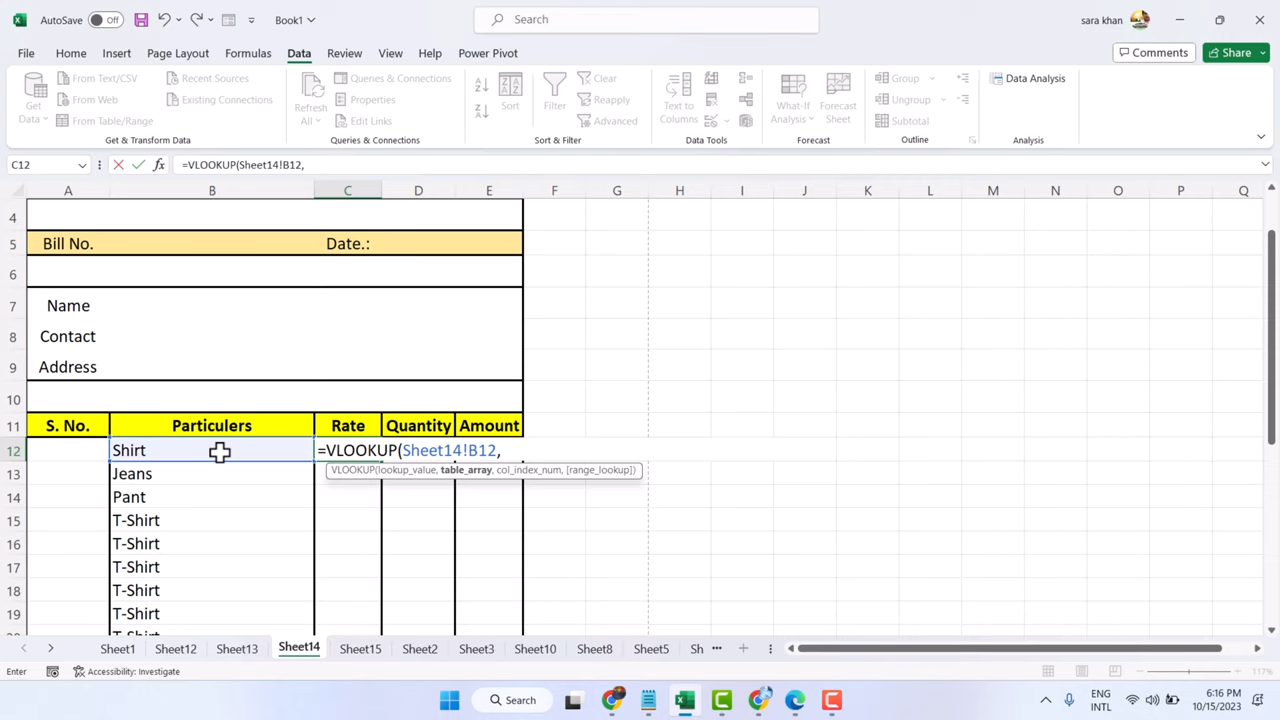 AutoSave Off Book1 Search sara khan
File Home Insert Page Layout Formulas Data Review View Help Power Pivot Comments Share
Get Data From Text/CSV Recent Sources Refresh All Queries & Connections Sort Filter Clear Text to Columns What-If Analysis Forecast Sheet Group Data Analysis
From Web Existing Connections Properties Reapply Ungroup
From Table/Range Edit Links Advanced Subtotal
Get & Transform Data Queries & Connections Sort & Filter Data Tools Forecast Outline Analysis
C12 fx =VLOOKUP(Sheet14!B12,
A B C D E F G H I J K L M N O P Q
4
5 Bill No. Date.:
6
7 Name
8 Contact
9 Address
10
11 S. No. Particulers Rate Quantity Amount
12 Shirt =VLOOKUP(Sheet14!B12,
VLOOKUP(lookup_value, table_array, col_index_num, [range_lookup])
13 Jeans
14 Pant
15 T-Shirt
16 T-Shirt
17 T-Shirt
18 T-Shirt
19 T-Shirt
T-Shirt
Sheet1 Sheet12 Sheet13 Sheet14 Sheet15 Sheet2 Sheet3 Sheet10 Sheet8 Sheet5 Sh ...
Enter Accessibility: Investigate 117%
Search ENG INTL 6:16 PM 10/15/2023